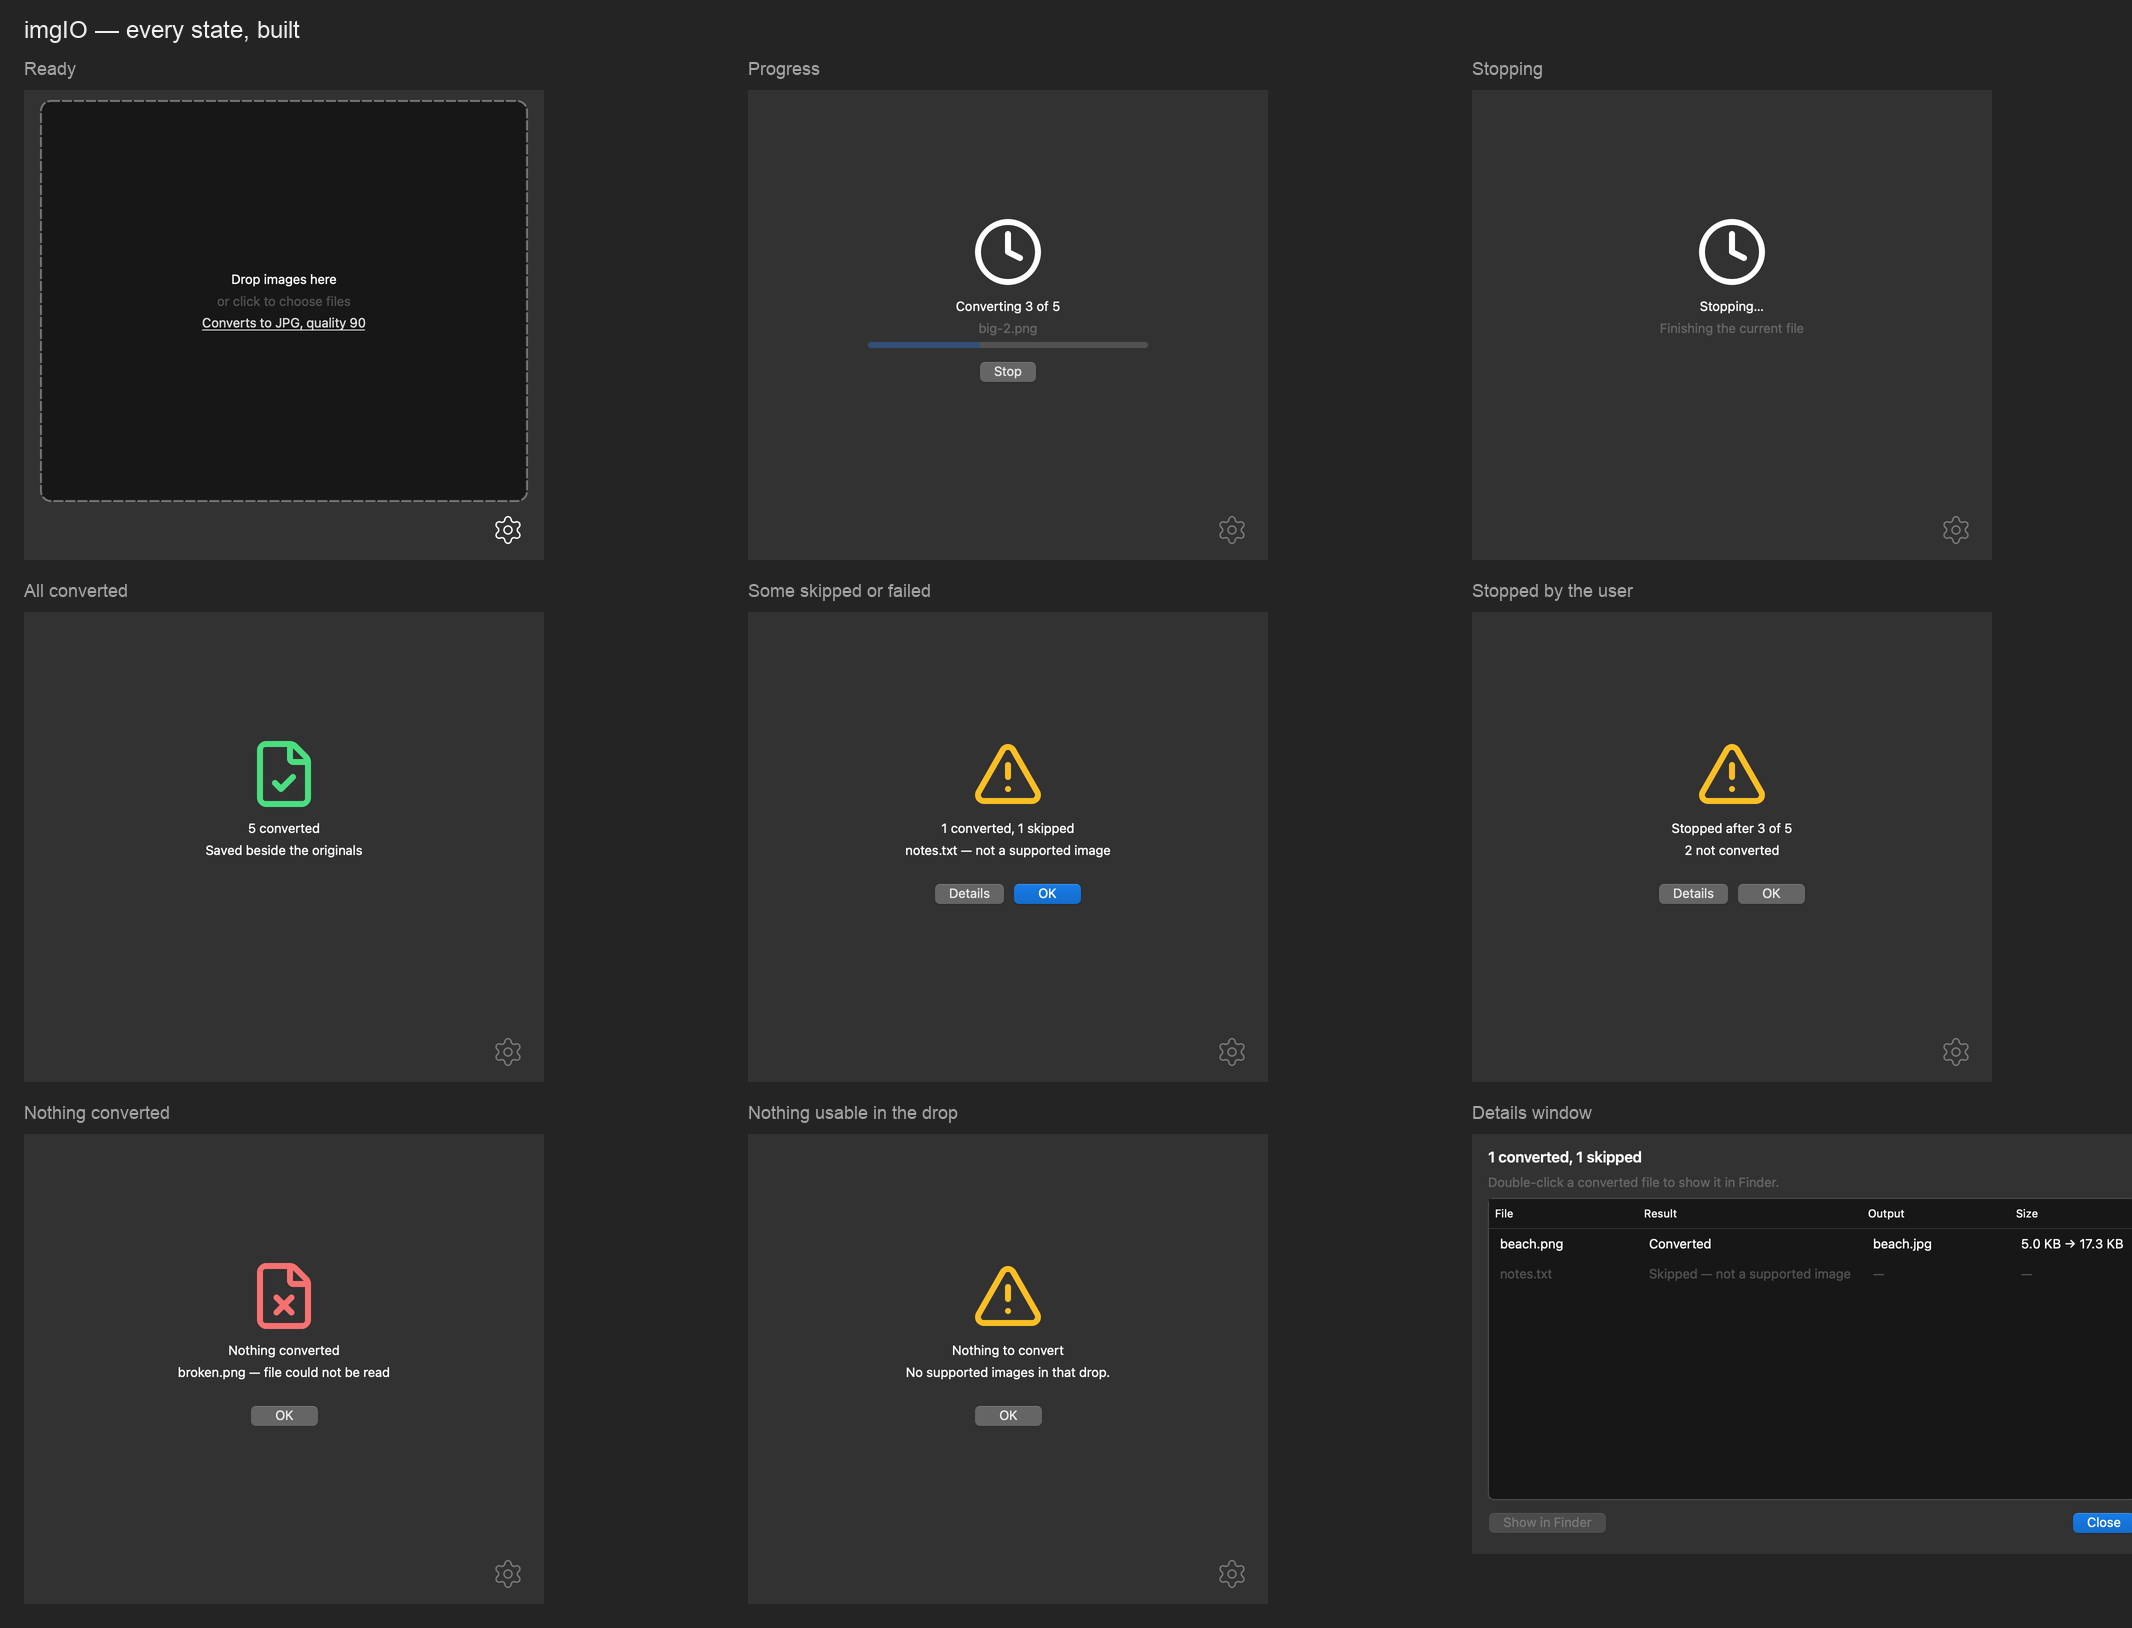 imgIO — every state, built
Ready
Drop images here
or click to choose files
Converts to JPG, quality 90
Progress
Converting 3 of 5
big-2.png
Stop
Stopping
Stopping...
Finishing the current file
All converted
5 converted
Saved beside the originals
Some skipped or failed
1 converted, 1 skipped
notes.txt — not a supported image
Details OK
Stopped by the user
Stopped after 3 of 5
2 not converted
Details OK
Nothing converted
Nothing converted
broken.png — file could not be read
OK
Nothing usable in the drop
Nothing to convert
No supported images in that drop.
OK
Details window
1 converted, 1 skipped
Double-click a converted file to show it in Finder.
File Result Output Size
beach.png Converted beach.jpg 5.0 KB → 17.3 KB
notes.txt Skipped — not a supported image — —
Show in Finder Close